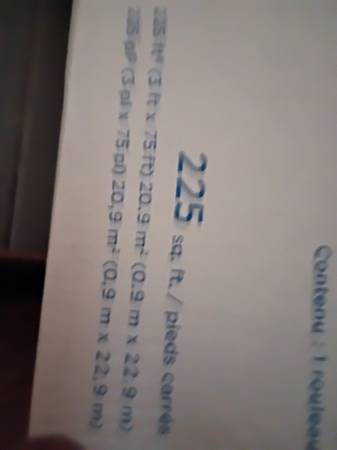 Contenu : 1 rouleau
225 sq. ft. / pieds carrés
225 ft² (3 ft x 75 ft) 20.9 m² (0.9 m x 22.9 m)
225 pi² (3 pi x 75 pi) 20,9 m² (0,9 m x 22,9 m)